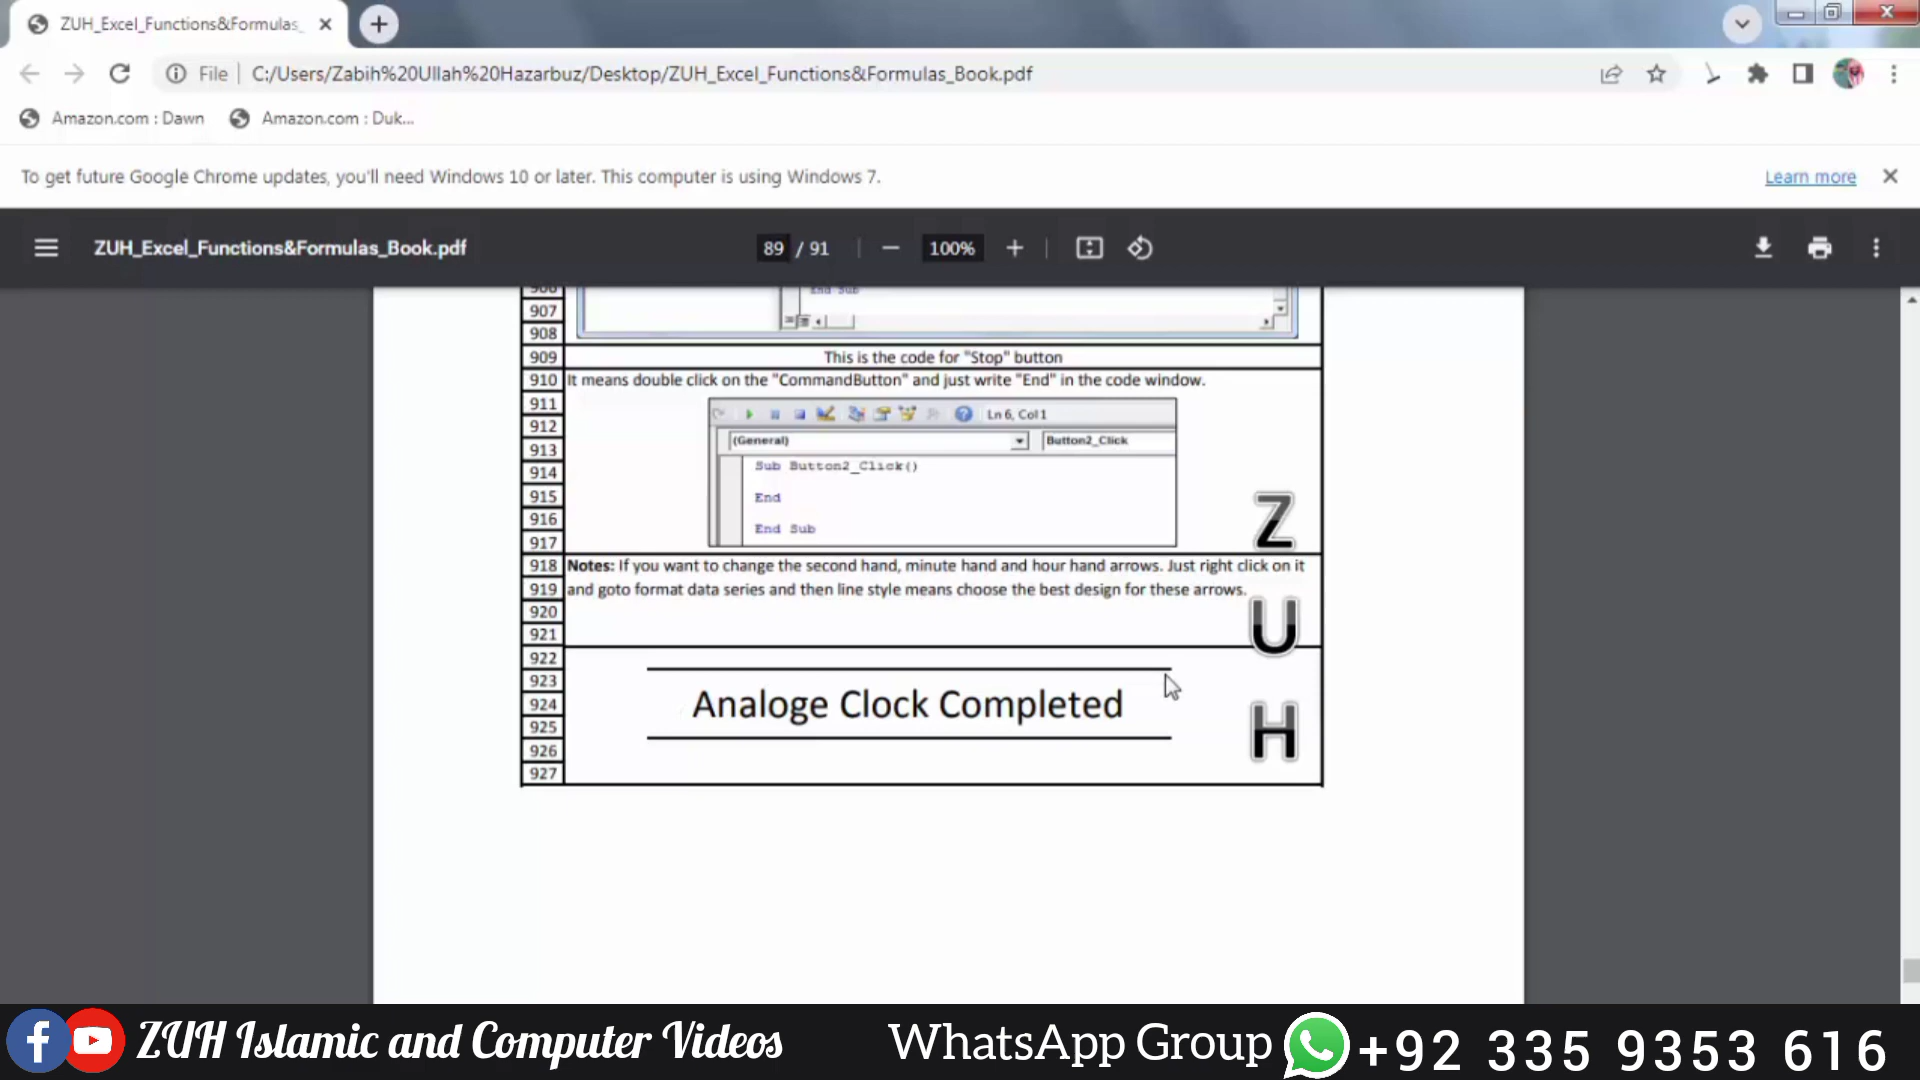 ZUH_Excel_Functions&Formulas_
File
C:/Users/Zabih%20Ullah%20Hazarbuz/Desktop/ZUH_Excel_Functions&Formulas_Book.pdf
Amazon.com : Dawn
Amazon.com : Duk...
To get future Google Chrome updates, you'll need Windows 10 or later. This computer is using Windows 7.
Learn more
ZUH_Excel_Functions&Formulas_Book.pdf
89 / 91
100%
906
End Sub
907
908
909 This is the code for "Stop" button
910 It means double click on the "CommandButton" and just write "End" in the code window.
911 Ln 6, Col 1
912
(General) Button2_Click
913
914 Sub Button2_Click()
915 End
916 End Sub
917
Z
918 Notes: If you want to change the second hand, minute hand and hour hand arrows. Just right click on it
919 and goto format data series and then line style means choose the best design for these arrows.
920
921
U
922
923
924 Analoge Clock Completed
925
H
926
927
ZUH Islamic and Computer Videos
WhatsApp Group +92 335 9353 616